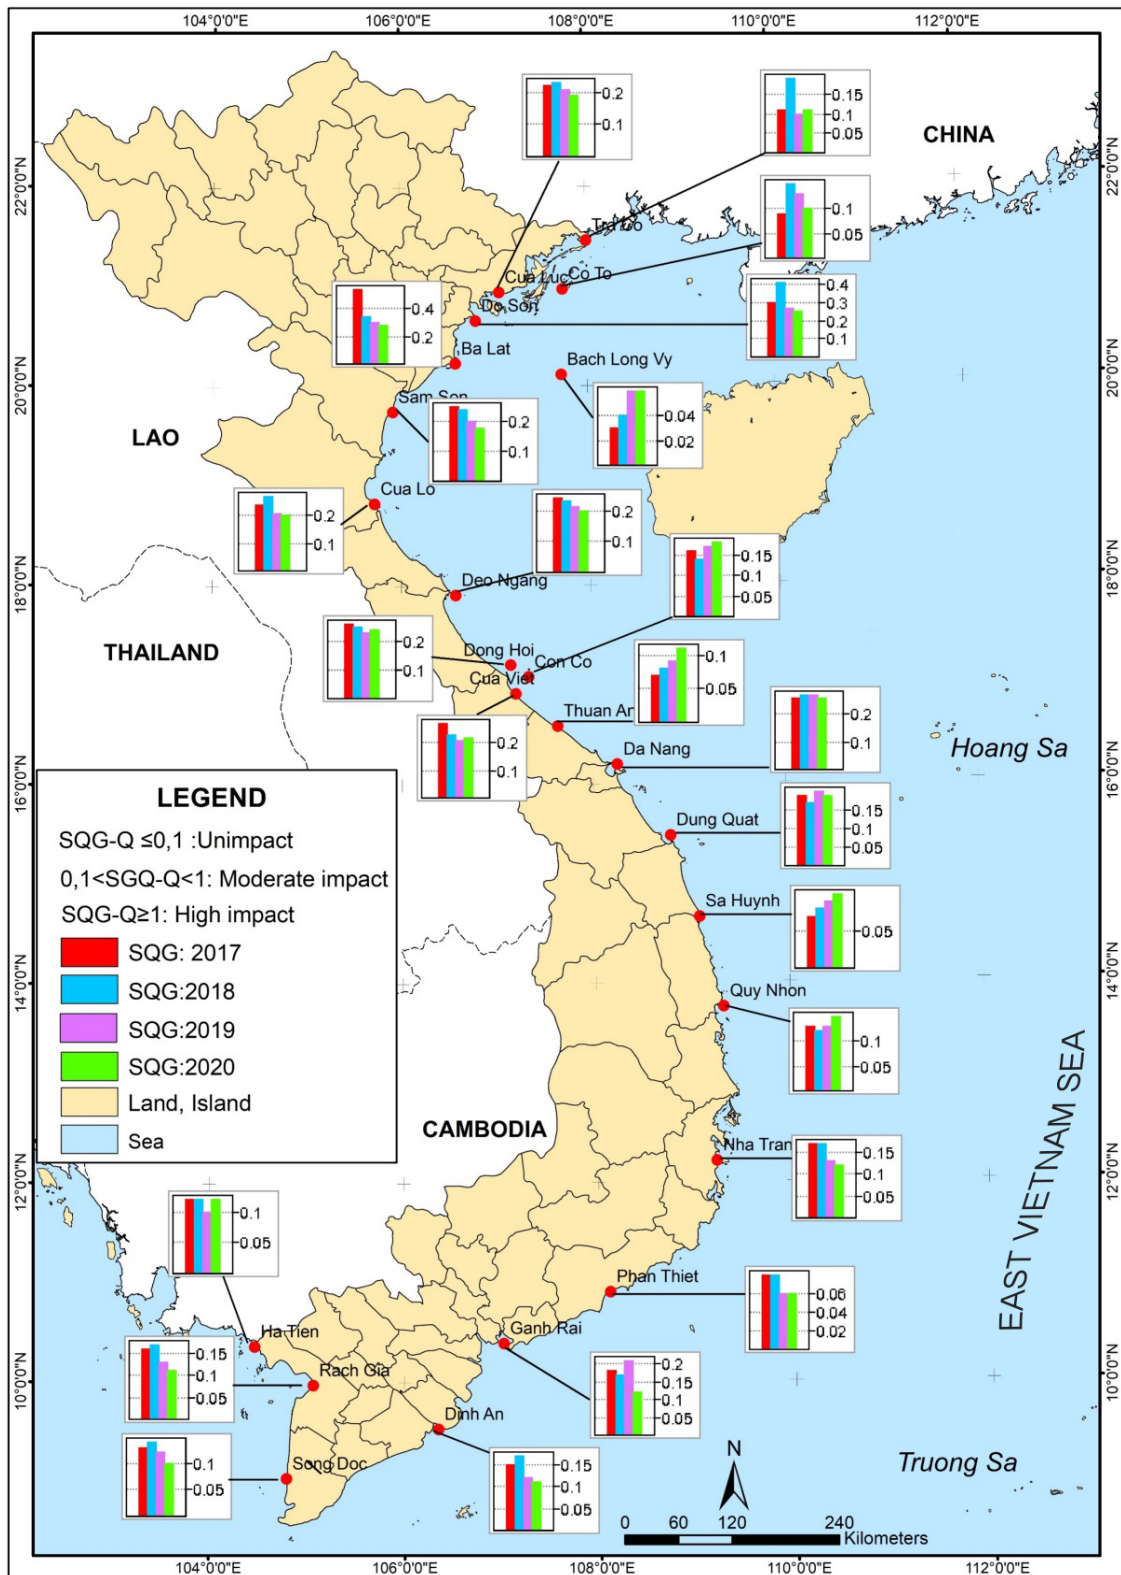 104°0'0"E 106°0'0"E 108°0'0"E 110°0'0"E 112°0'0"E
22°0'0"N
20°0'0"N
18°0'0"N
16°0'0"N
14°0'0"N
12°0'0"N
10°0'0"N
22°0'0"N
20°0'0"N
18°0'0"N
16°0'0"N
14°0'0"N
12°0'0"N
10°0'0"N
0.2
0.1
0.15
0.1
0.05
CHINA
0.1
0.05
Tra Co
Cua Luc
Co To
0.4
0.2
Do Son
0.4
0.3
0.2
0.1
Ba Lat
Bach Long Vy
0.04
0.02
Sam Son
0.2
0.1
LAO
Cua Lo
0.2
0.1
0.2
0.1
0.15
0.1
0.05
Deo Ngang
THAILAND
0.2
0.1
Dong Hoi
Con Co
Cua Viet
0.1
0.05
0.2
0.1
Thuan An
0.2
0.1
Hoang Sa
Da Nang
0.15
0.1
0.05
Dung Quat
LEGEND
SQG-Q ≤0,1 :Unimpact
0,1<SGQ-Q<1: Moderate impact
SQG-Q≥1: High impact
SQG: 2017
SQG:2018
SQG:2019
SQG:2020
Land, Island
Sea
Sa Huynh
0.05
Quy Nhon
0.1
0.05
CAMBODIA
Nha Tran
0.15
0.1
0.05
EAST VIETNAM SEA
0.1
0.05
Phan Thiet
0.06
0.04
0.02
Ganh Rai
0.2
0.15
0.1
0.05
Ha Tien
0.15
0.1
0.05
Rach Gia
Dinh An
0.15
0.1
0.05
0.1
0.05
Song Doc
Truong Sa
N
0 60 120 240
Kilometers
104°0'0"E 106°0'0"E 108°0'0"E 110°0'0"E 112°0'0"E